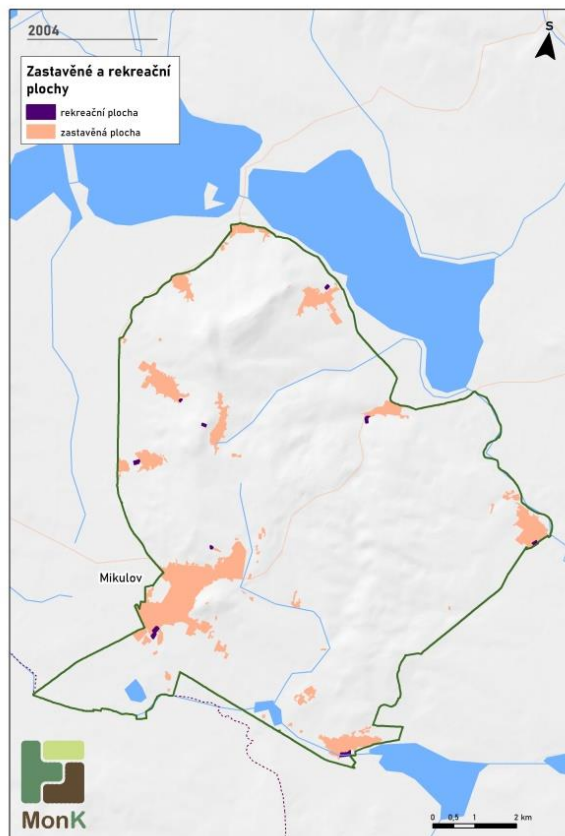 2004
S
Zastavěné a rekreační
plochy
rekreační plocha
zastavěná plocha
Mikulov
MonK
0 0,5 1 2 km